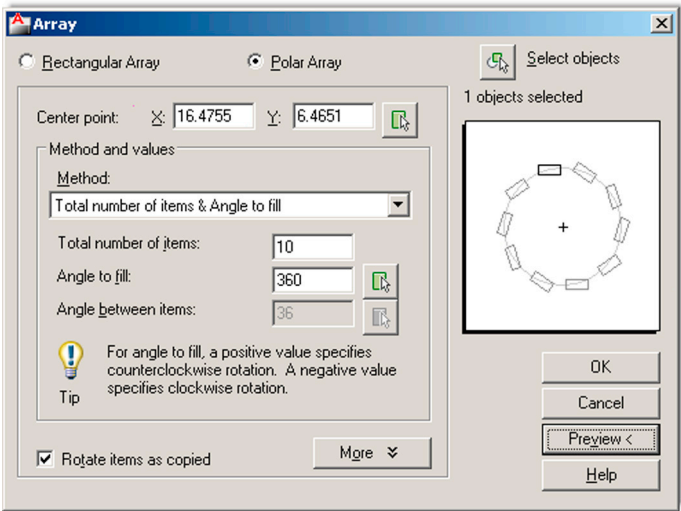 Array
Rectangular Array
Polar Array
Select objects
1 objects selected
Center point: X: 16.4755 Y: 6.4651
Method and values
Method:
Total number of items & Angle to fill
Total number of items: 10
Angle to fill: 360
Angle between items: 36
For angle to fill, a positive value specifies
counterclockwise rotation. A negative value
specifies clockwise rotation.
Tip
Rotate items as copied
More
OK
Cancel
Preview <
Help